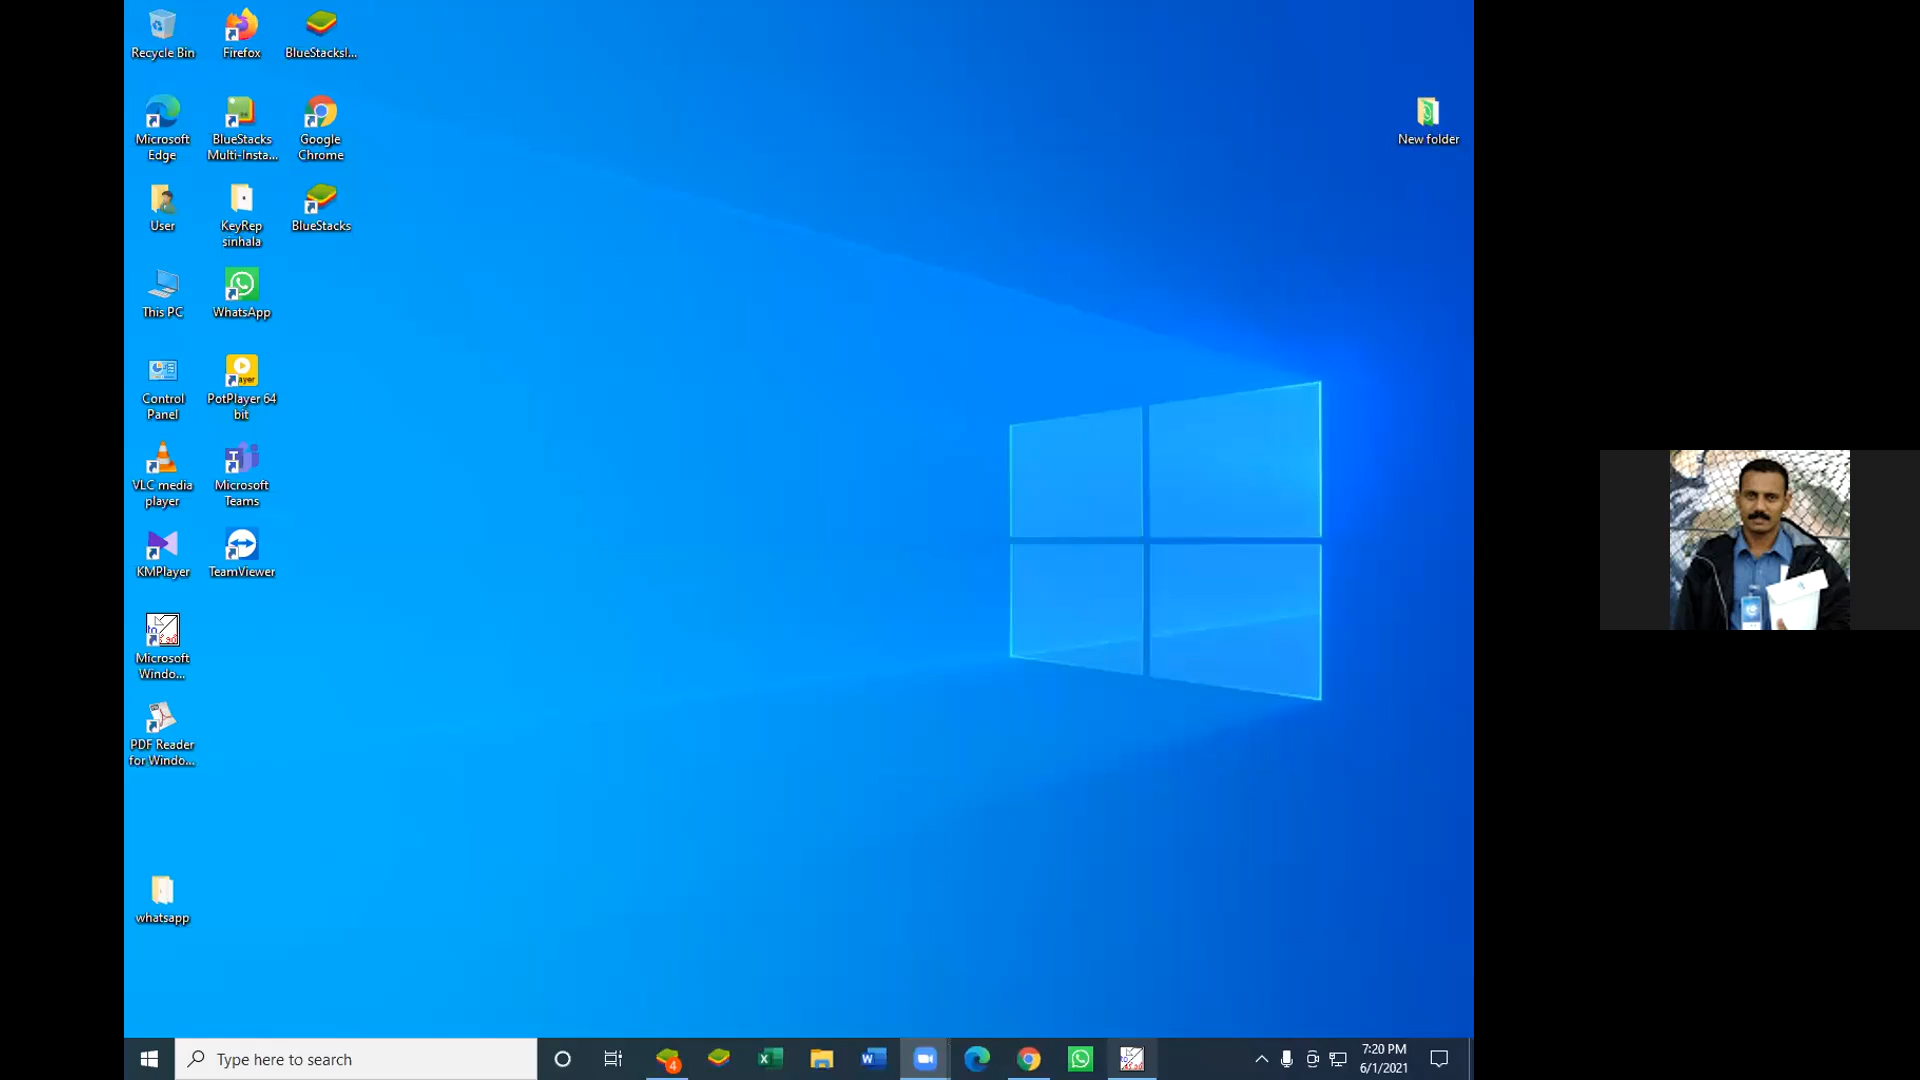 Recycle Bin
Firefox
BlueStacksI...
Microsoft
Edge
BlueStacks
Multi-Insta...
Google
Chrome
New folder
User
KeyRep
sinhala
BlueStacks
This PC
WhatsApp
Control
Panel
PotPlayer 64
bit
VLC media
player
Microsoft
Teams
KMPlayer
TeamViewer
Microsoft
Windo...
PDF Reader
for Windo...
whatsapp
Type here to search
4
7:20 PM
6/1/2021